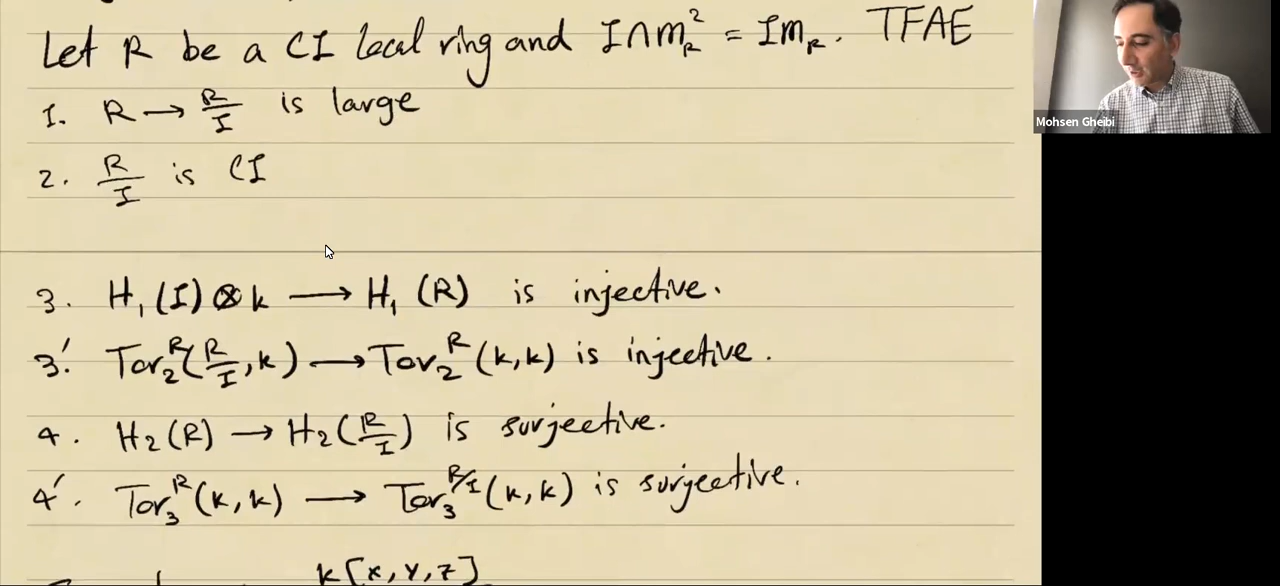 Let R be a CI local ring and I∩m_R^2 = Im_R. TFAE
1. R → R/I is large
Mohsen Gheibi
2. R/I is CI
3. H_1(I)⊗k → H_1(R) is injective.
3'. Tor_2^R(R/I, k) → Tor_2^R(k,k) is injective.
4. H_2(R) → H_2(R/I) is surjective.
4'. Tor_3^R(k,k) → Tor_3^{R/I}(k,k) is surjective.
k[x,y,z]